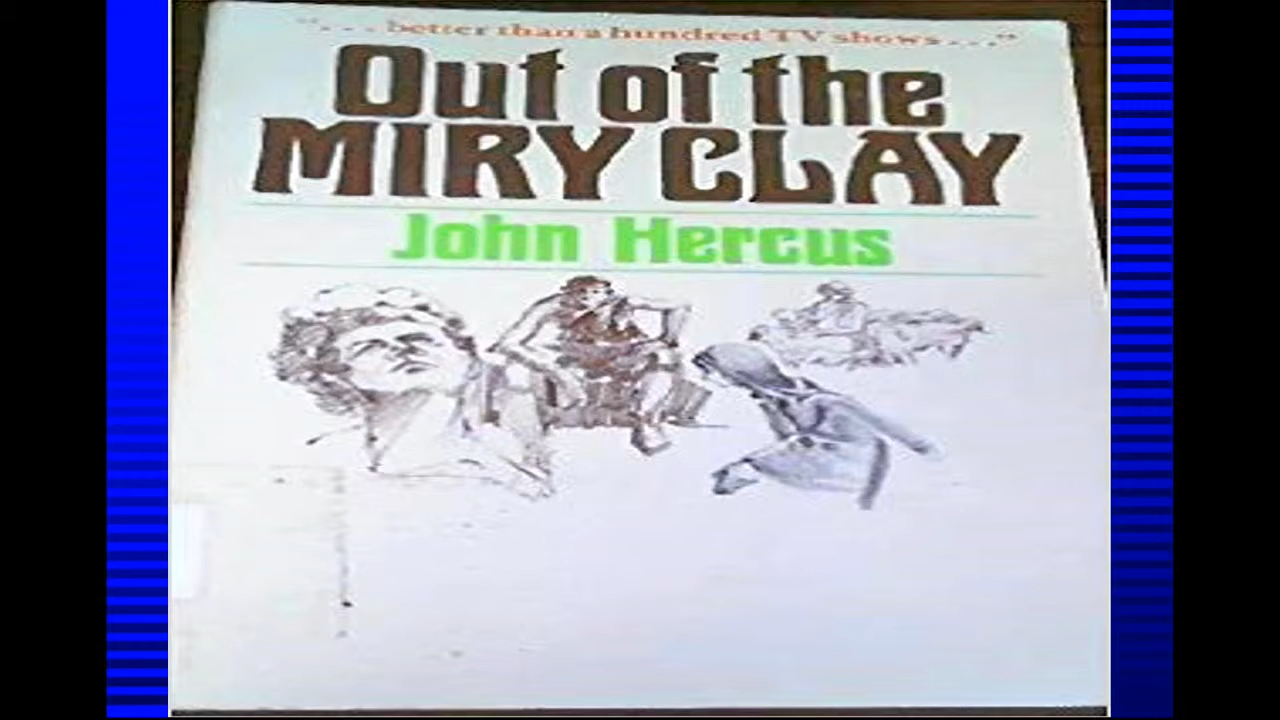 “. . . better than a hundred TV shows. . .”
Out of the
MIRY CLAY
John Hercus